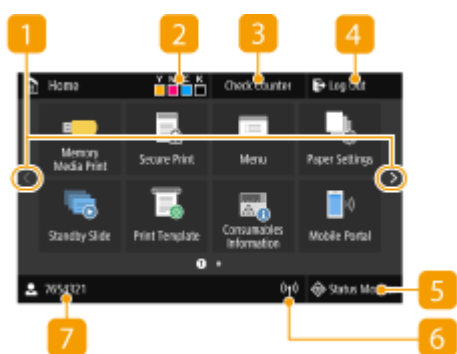 1 2 3 4
Home Y M C K Check Counter Log Out
Memory Media Print Secure Print Menu Paper Settings
Standby Slide Print Template Consumables Information Mobile Portal
1
7654321 Status Mo
5
7 6